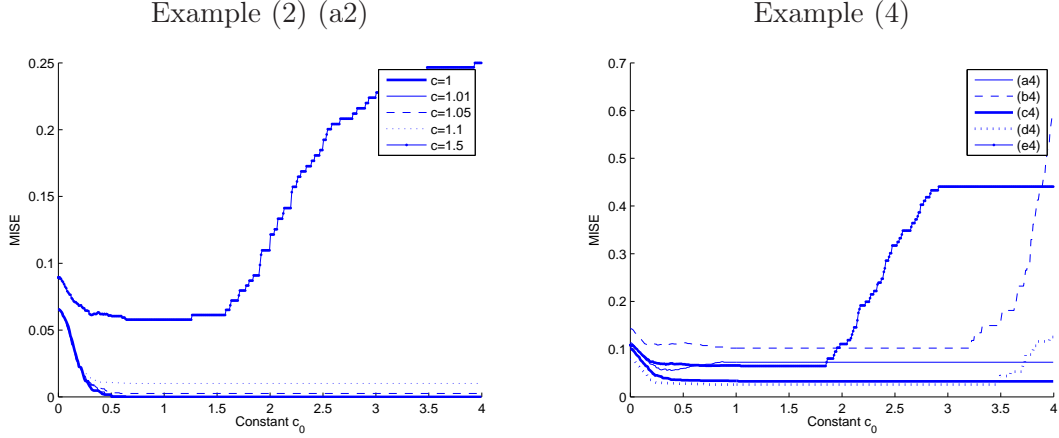 Example (2) (a2)
0.25
0.2
0.15
0.1
0.05
0
MISE
c=1
c=1.01
c=1.05
c=1.1
c=1.5
0 0.5 1 1.5 2 2.5 3 3.5 4
Constant c0
Example (4)
0.7
0.6
0.5
0.4
0.3
0.2
0.1
0
MISE
(a4)
(b4)
(c4)
(d4)
(e4)
0 0.5 1 1.5 2 2.5 3 3.5 4
Constant c0